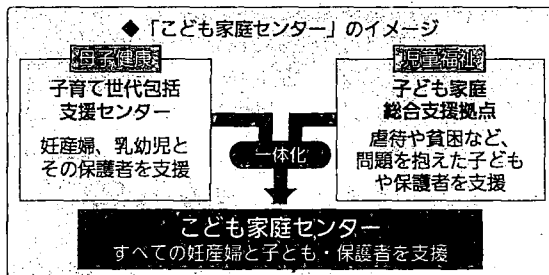 ◆「こども家庭センター」のイメージ
母子健康
子育て世代包括
支援センター
妊産婦、乳幼児と
その保護者を支援
児童福祉
子ども家庭
総合支援拠点
虐待や貧困など、
問題を抱えた子ども
や保護者を支援
一体化
こども家庭センター
すべての妊産婦と子ども・保護者を支援